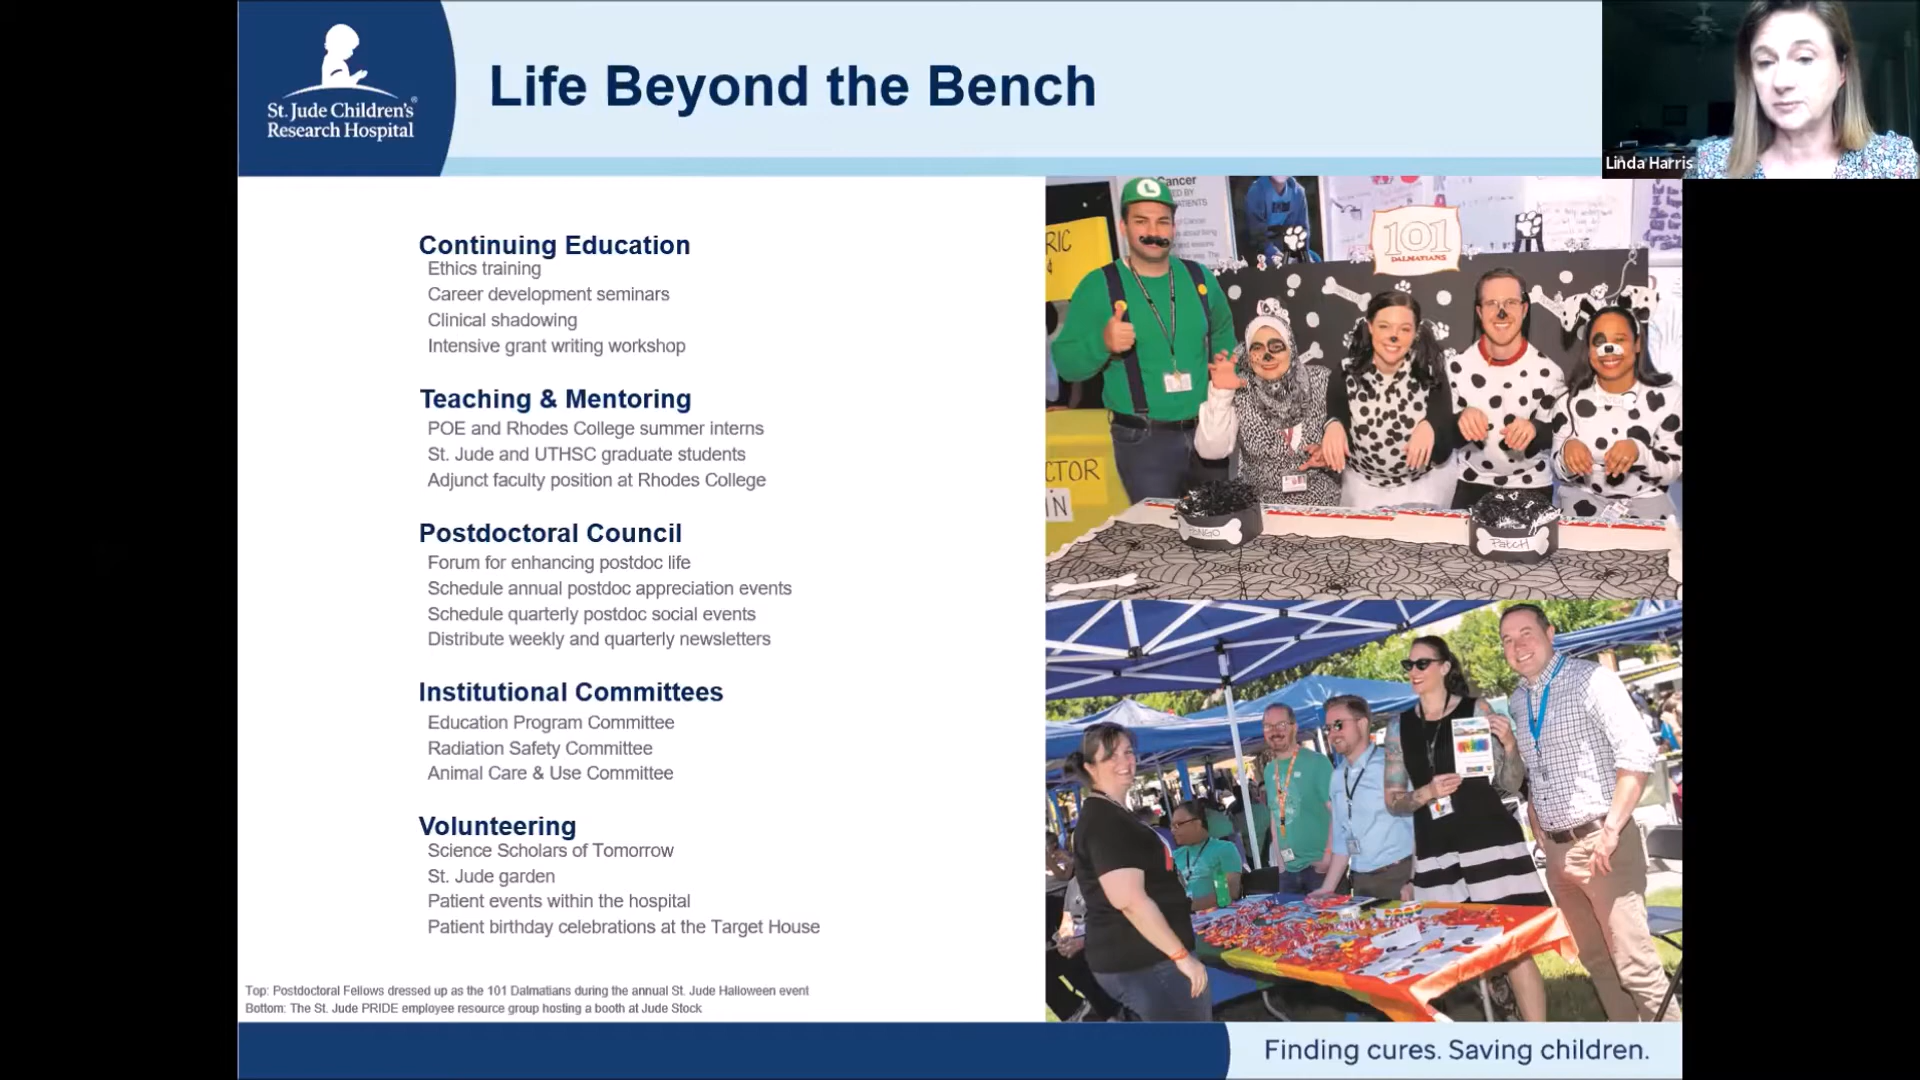 St. Jude Children's®
Research Hospital
Life Beyond the Bench
Linda Harris
Continuing Education
Ethics training
Career development seminars
Clinical shadowing
Intensive grant writing workshop
Teaching & Mentoring
POE and Rhodes College summer interns
St. Jude and UTHSC graduate students
Adjunct faculty position at Rhodes College
Postdoctoral Council
Forum for enhancing postdoc life
Schedule annual postdoc appreciation events
Schedule quarterly postdoc social events
Distribute weekly and quarterly newsletters
Institutional Committees
Education Program Committee
Radiation Safety Committee
Animal Care & Use Committee
Volunteering
Science Scholars of Tomorrow
St. Jude garden
Patient events within the hospital
Patient birthday celebrations at the Target House
Cancer
ED BY
ATIENTS
RIC
L
101
DALMATIANS
CTOR
IN
Patch
Top: Postdoctoral Fellows dressed up as the 101 Dalmatians during the annual St. Jude Halloween event
Bottom: The St. Jude PRIDE employee resource group hosting a booth at Jude Stock
Finding cures. Saving children.